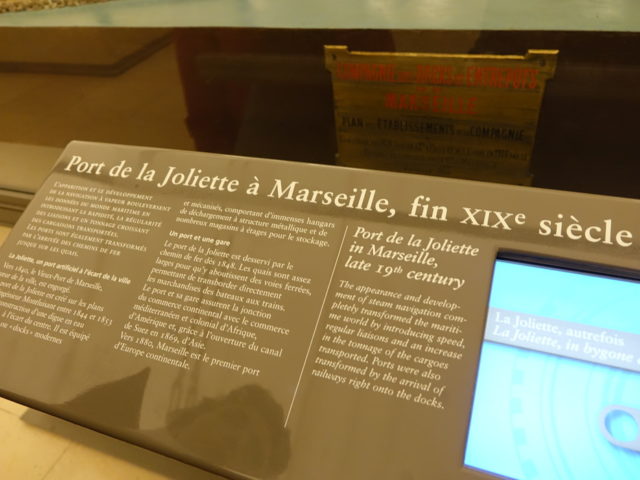 COMPAGNIE DES DOCKS & ENTREPOTS
MARSEILLE
PLAN DES ETABLISSEMENTS DE LA COMPAGNIE
Port de la Joliette à Marseille, fin XIXe siècle
L'apparition et le développement
de la navigation à vapeur bouleversent
les données du monde maritime en
introduisant la rapidité, la régularité
des liaisons et un tonnage croissant
des cargaisons transportées.
Les ports sont également transformés
par l'arrivée des chemins de fer
jusque sur les quais.
La Joliette, un port artificiel à l'écart de la ville
Vers 1840, le Vieux-Port de Marseille,
de la ville, est engorgé.
port de la Joliette est créé sur les plans
ingénieur Montluisant entre 1844 et 1853
construction d'une digue en eau
à l'écart du centre. Il est équipé
« docks » modernes
et mécanisés, comportant d'immenses hangars
de déchargement à structure métallique et de
nombreux magasins à étages pour le stockage.
Un port et une gare
Le port de la Joliette est desservi par le
chemin de fer dès 1848. Les quais sont assez
larges pour qu'y aboutissent des voies ferrées,
permettant de transborder directement
les marchandises des bateaux aux trains.
Le port et sa gare assurent la jonction
du commerce continental avec le commerce
méditerranéen et colonial d'Afrique,
d'Amérique et, grâce à l'ouverture du canal
de Suez en 1869, d'Asie.
Vers 1880, Marseille est le premier port
d'Europe continentale.
Port de la Joliette
in Marseille,
late 19th century
The appearance and develop-
ment of steam navigation com-
pletely transformed the mariti-
me world by introducing speed,
regular liaisons and an increase
in the tonnage of the cargoes
transported. Ports were also
transformed by the arrival of
railways right onto the docks.
La Joliette, autrefois
La Joliette, in bygone